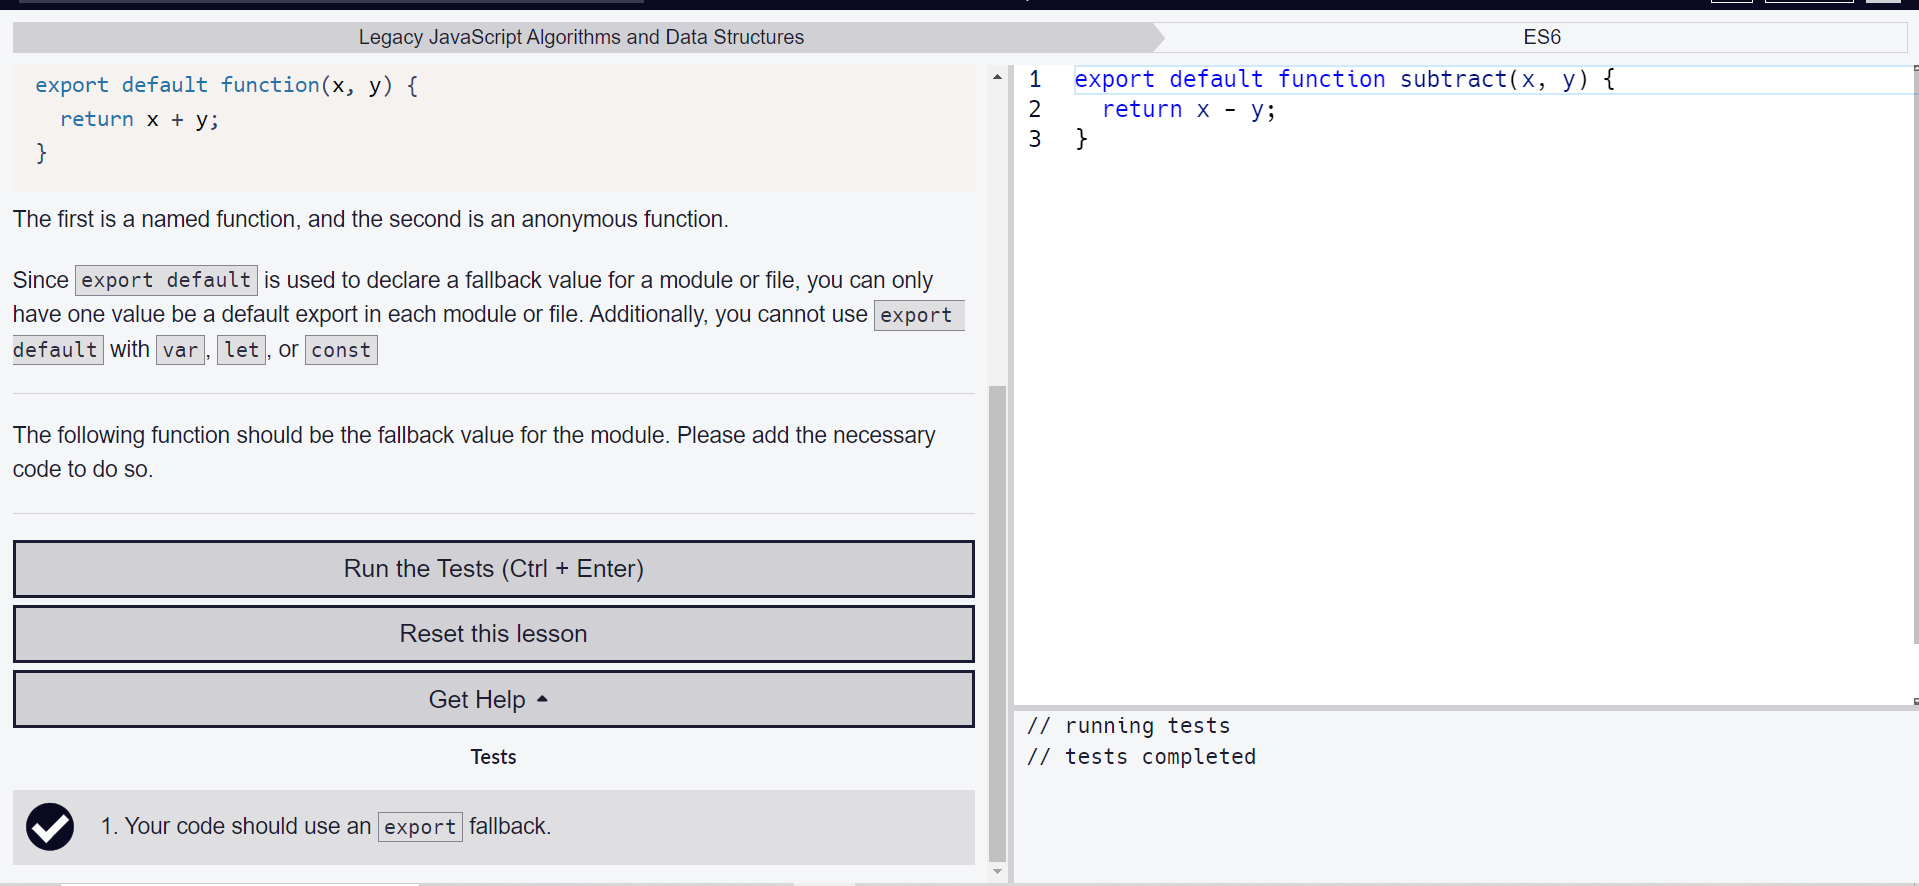 Legacy JavaScript Algorithms and Data Structures
ES6
export default function(x, y) {
  return x + y;
}
The first is a named function, and the second is an anonymous function.
Since export default is used to declare a fallback value for a module or file, you can only
have one value be a default export in each module or file. Additionally, you cannot use export
default with var, let, or const
The following function should be the fallback value for the module. Please add the necessary
code to do so.
Run the Tests (Ctrl + Enter)
Reset this lesson
Get Help
Tests
1. Your code should use an export fallback.
1 export default function subtract(x, y) {
2   return x - y;
3 }
// running tests
// tests completed